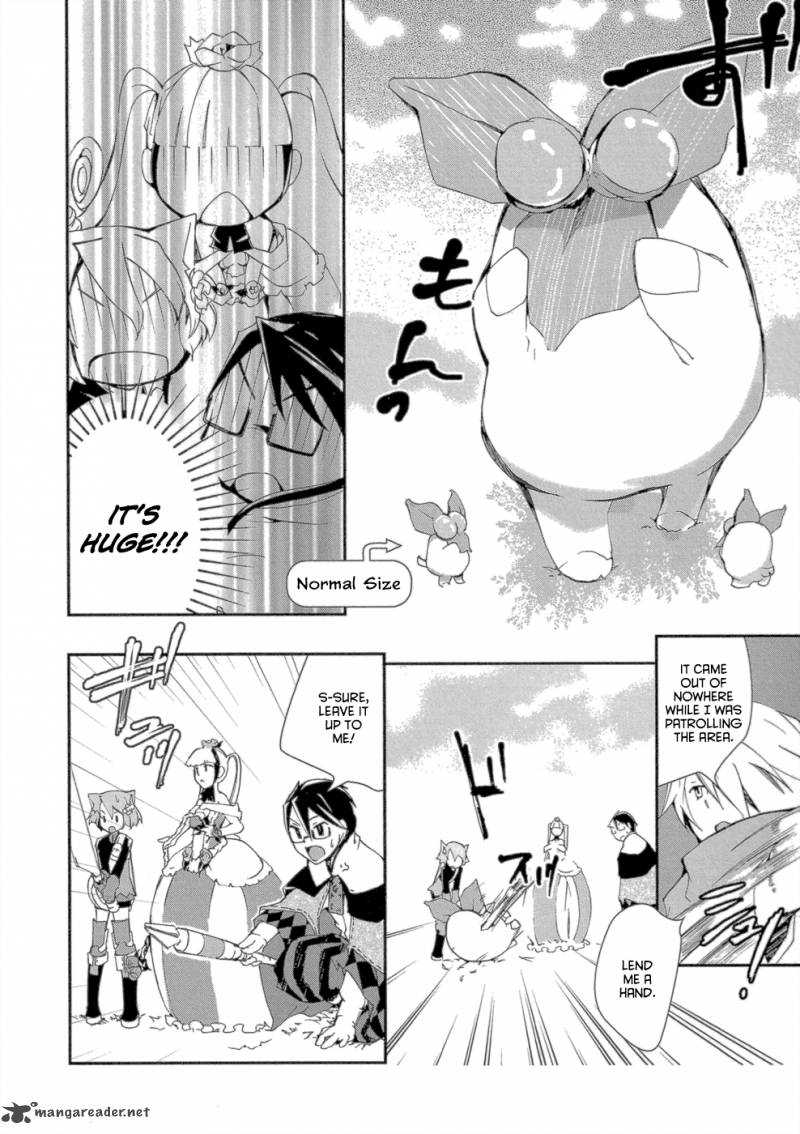 もんっ
IT'S
HUGE!!!
Normal Size
IT CAME
OUT OF
NOWHERE
WHILE I WAS
PATROLLING
THE AREA.
LEND
ME A
HAND.
ドスッ
S-SURE,
LEAVE IT
UP TO
ME!
mangareader.net